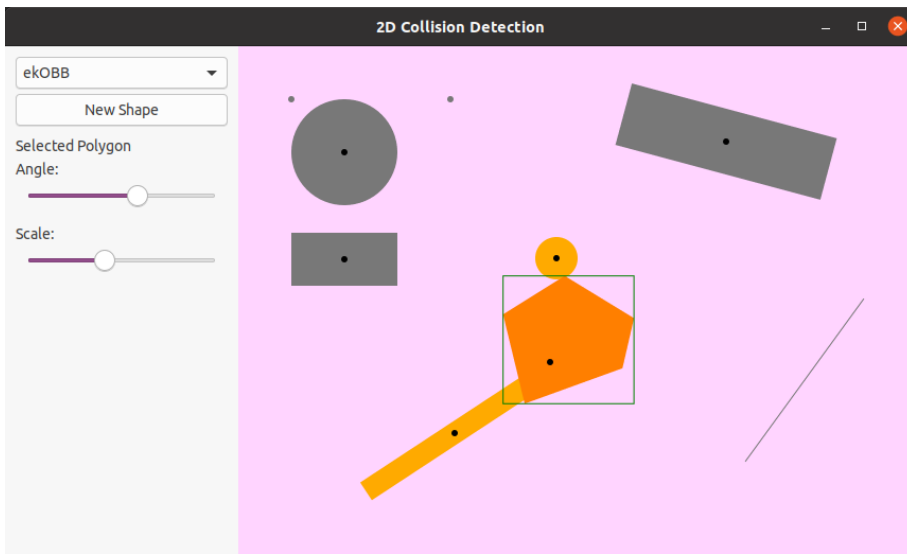 2D Collision Detection
ekOBB
New Shape
Selected Polygon
Angle:
Scale: